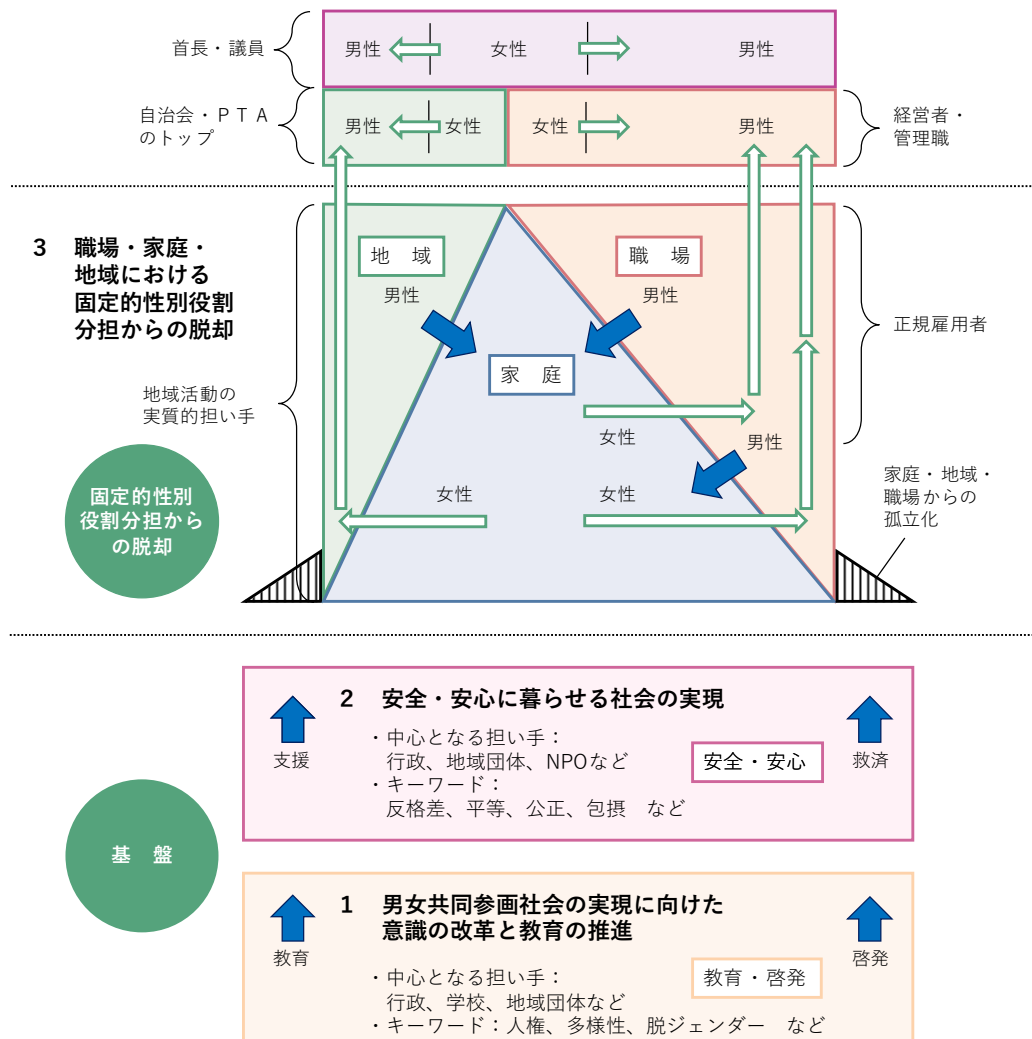 首長・議員
男性
女性
男性
自治会・ＰＴＡ
のトップ
男性
女性
女性
男性
経営者・
管理職
3　職場・家庭・
地域における
固定的性別役割
分担からの脱却
地　域
男性
職　場
男性
正規雇用者
家　庭
地域活動の
実質的担い手
女性
男性
固定的性別
役割分担から
の脱却
女性
女性
家庭・地域・
職場からの
孤立化
2　安全・安心に暮らせる社会の実現
支援
・中心となる担い手：
行政、地域団体、NPOなど
・キーワード：
反格差、平等、公正、包摂　など
安全・安心
救済
基　盤
1　男女共同参画社会の実現に向けた
意識の改革と教育の推進
教育
・中心となる担い手：
行政、学校、地域団体など
・キーワード：人権、多様性、脱ジェンダー　など
教育・啓発
啓発